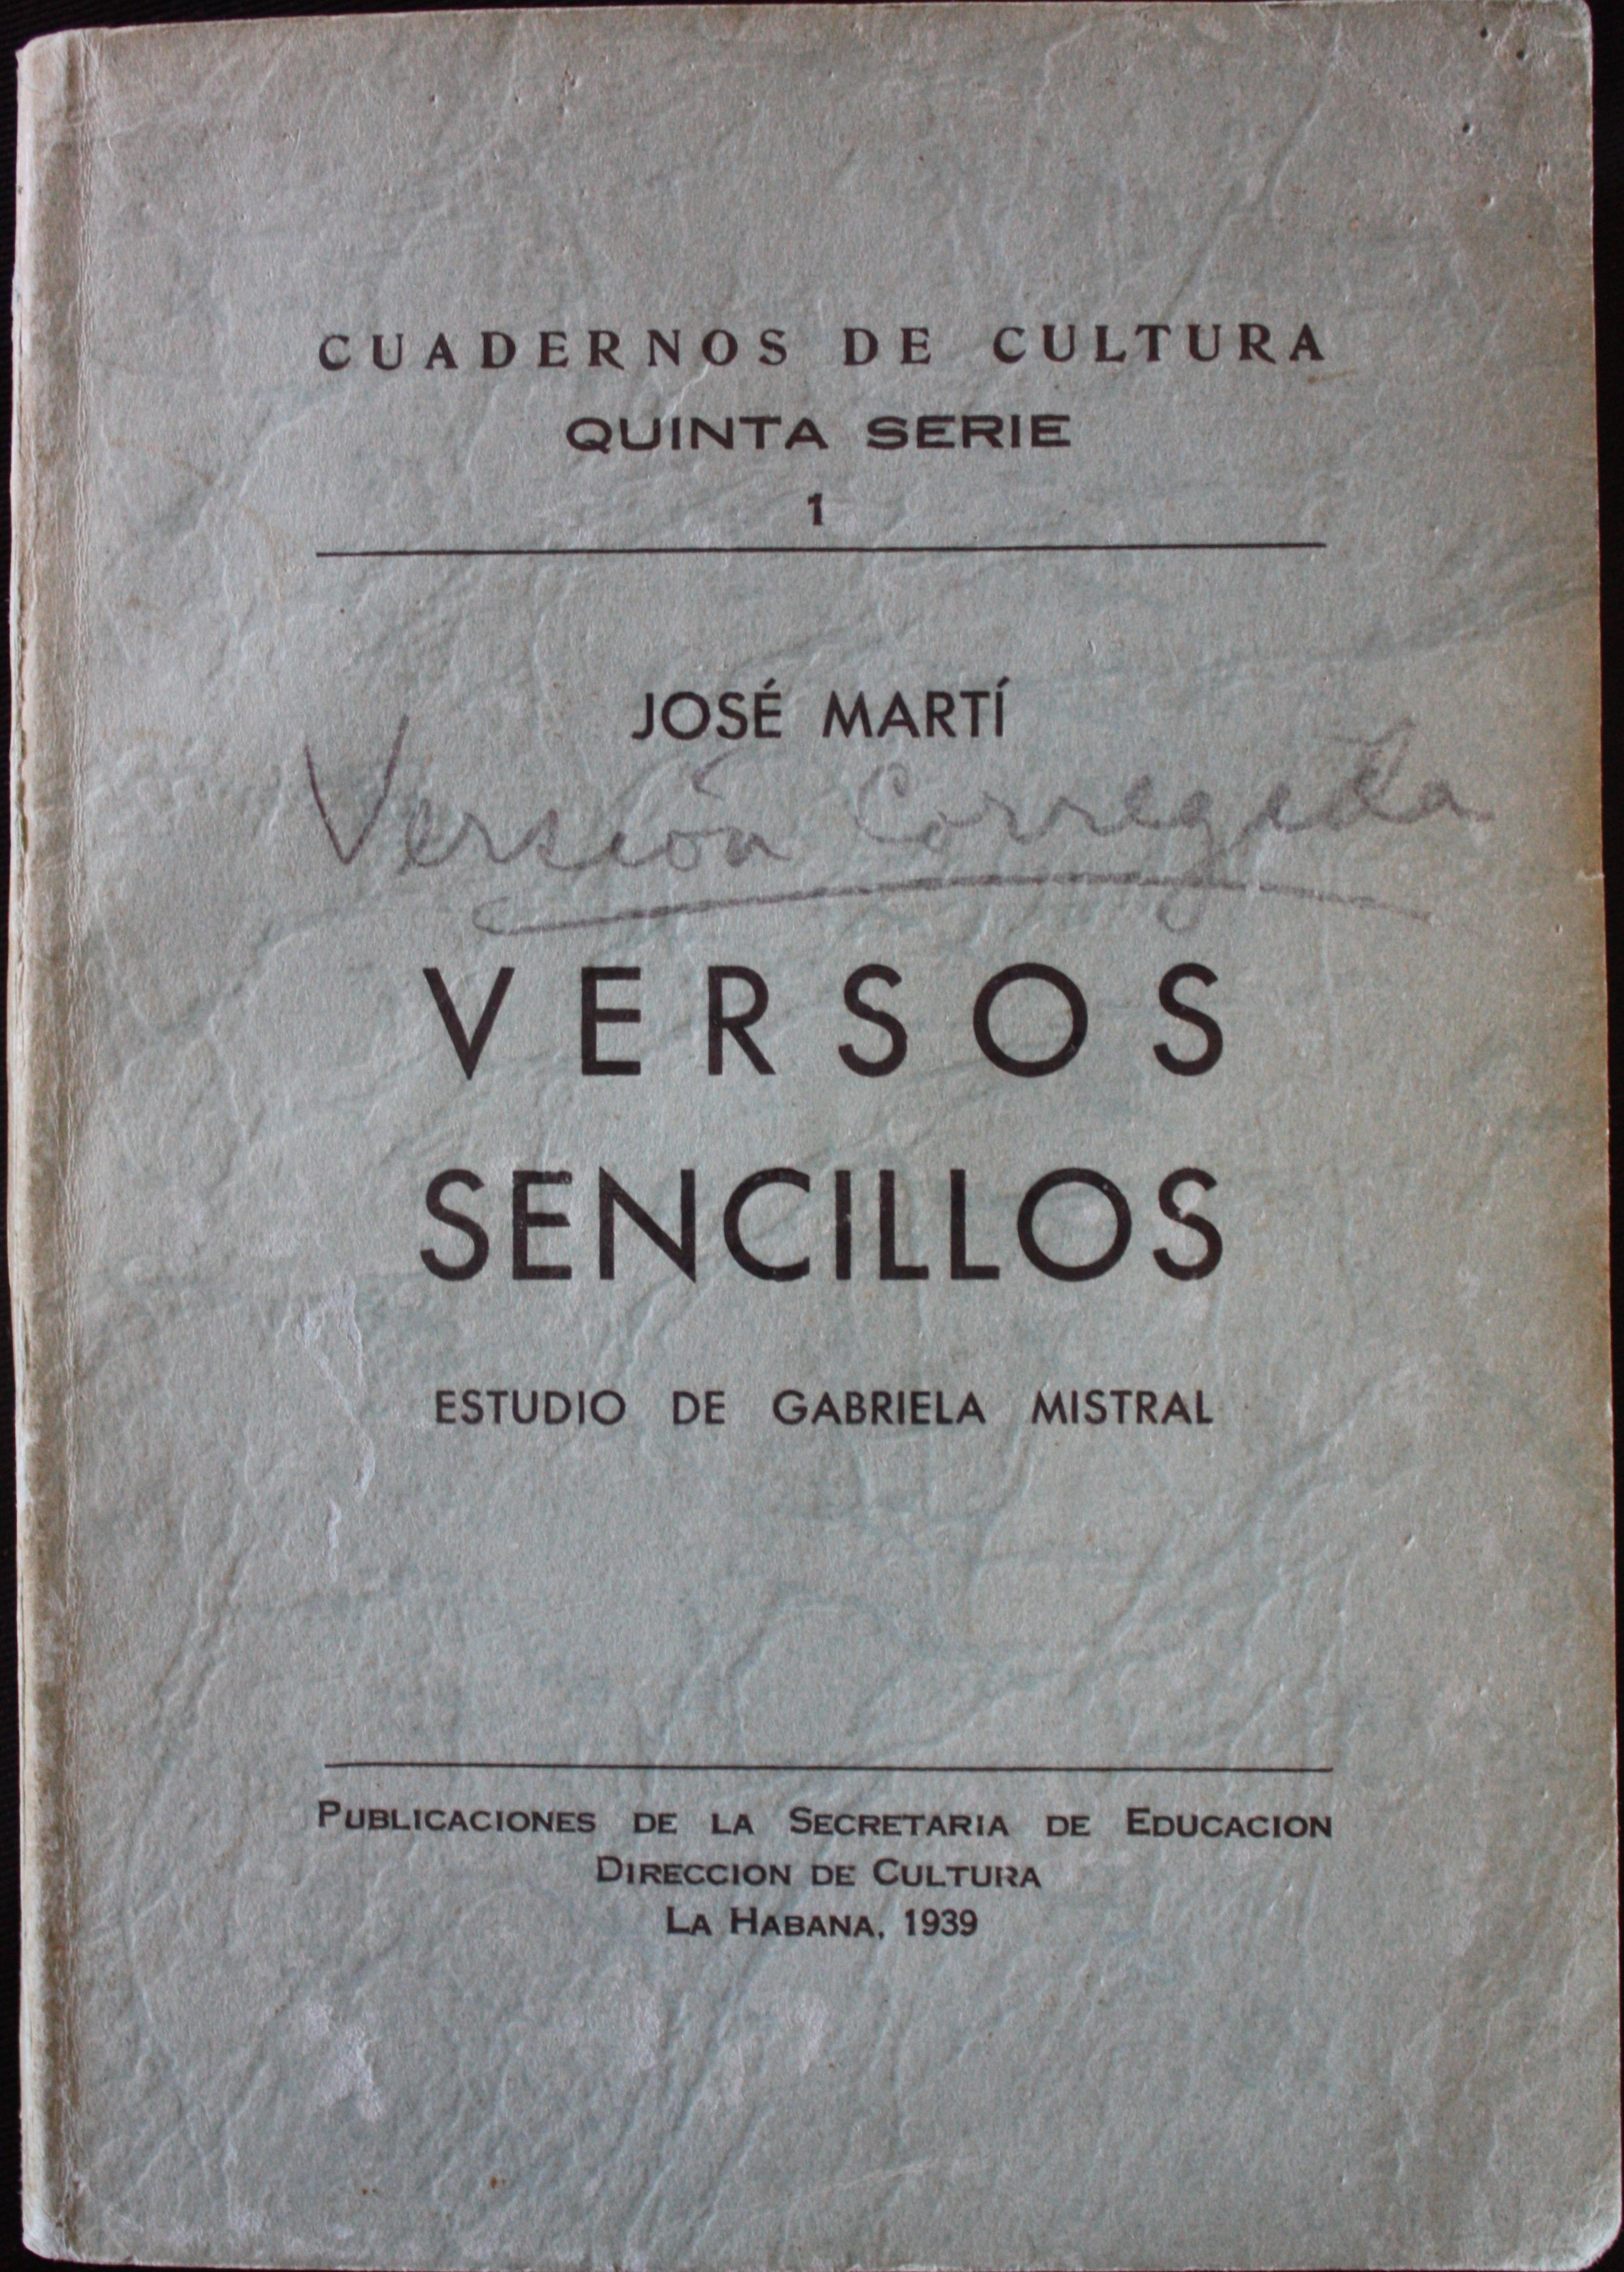 CUADERNOS DE CULTURA
QUINTA SERIE
1
JOSÉ MARTÍ
Versión Corregida
VERSOS
SENCILLOS
ESTUDIO DE GABRIELA MISTRAL
PUBLICACIONES DE LA SECRETARIA DE EDUCACION
DIRECCION DE CULTURA
LA HABANA, 1939